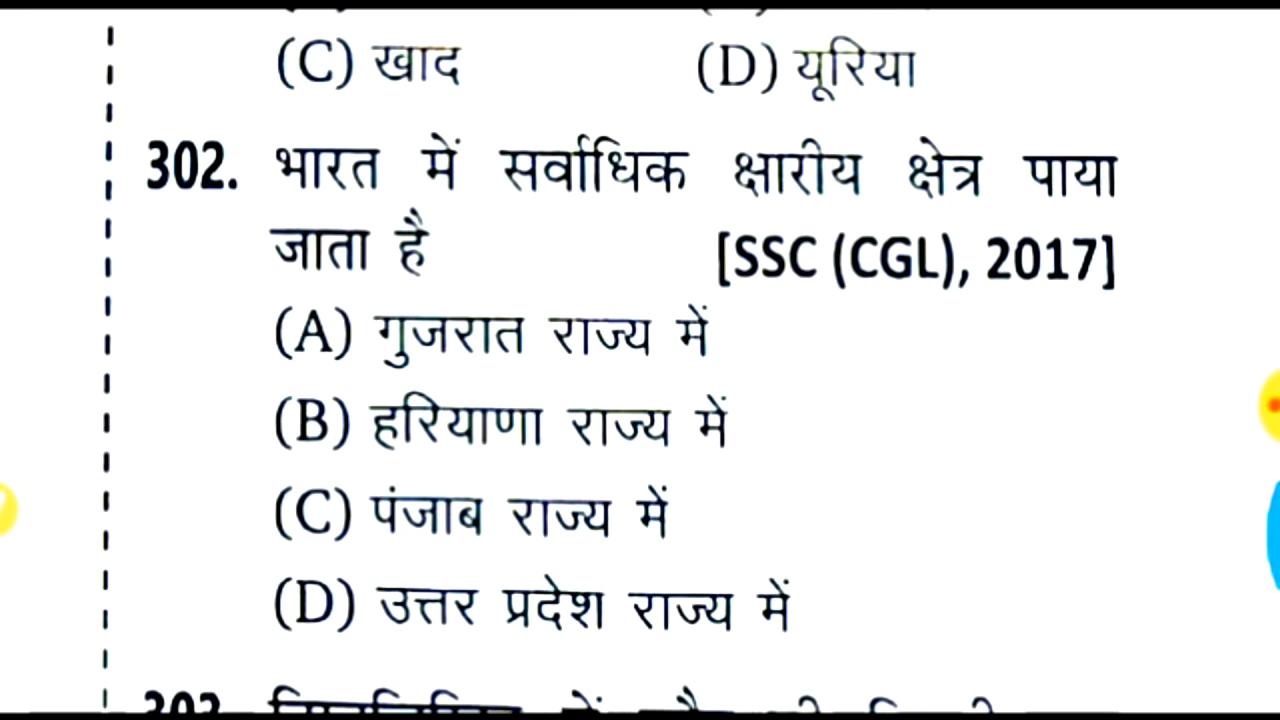 (C) खाद (D) यूरिया
302. भारत में सर्वाधिक क्षारीय क्षेत्र पाया
जाता है [SSC (CGL), 2017]
(A) गुजरात राज्य में
(B) हरियाणा राज्य में
(C) पंजाब राज्य में
(D) उत्तर प्रदेश राज्य में